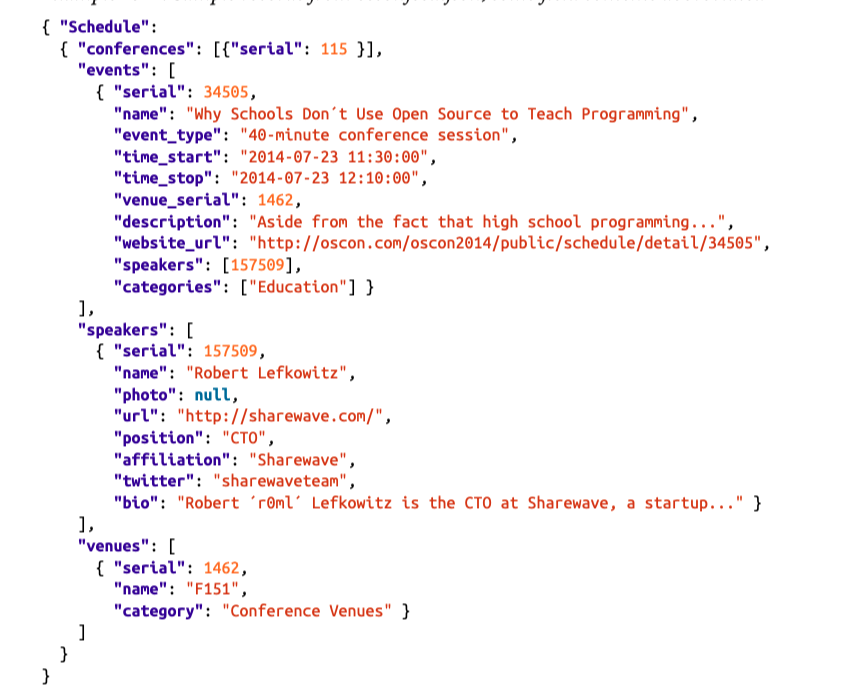 { "Schedule":
{ "conferences": [{"serial": 115 }],
"events": [
{ "serial": 34505,
"name": "Why Schools Don´t Use Open Source to Teach Programming",
"event_type": "40-minute conference session",
"time_start": "2014-07-23 11:30:00",
"time_stop": "2014-07-23 12:10:00",
"venue_serial": 1462,
"description": "Aside from the fact that high school programming...",
"website_url": "http://oscon.com/oscon2014/public/schedule/detail/34505",
"speakers": [157509],
"categories": ["Education"] }
],
"speakers": [
{ "serial": 157509,
"name": "Robert Lefkowitz",
"photo": null,
"url": "http://sharewave.com/",
"position": "CTO",
"affiliation": "Sharewave",
"twitter": "sharewaveteam",
"bio": "Robert ´r0ml´ Lefkowitz is the CTO at Sharewave, a startup..." }
],
"venues": [
{ "serial": 1462,
"name": "F151",
"category": "Conference Venues" }
]
}
}